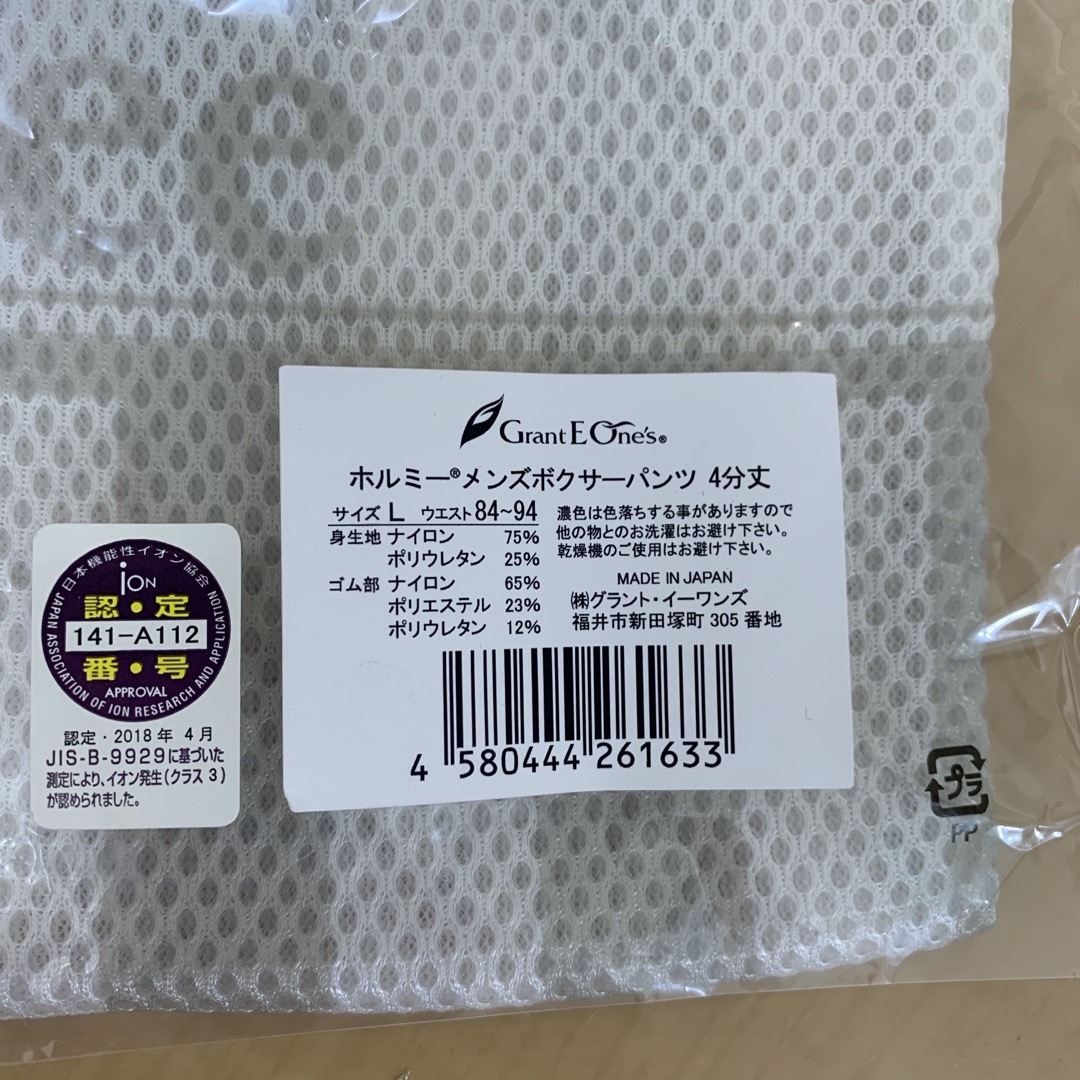 ee
Grant E One's®
ホルミー®メンズボクサーパンツ 4分丈
サイズ L ウエスト 84~94
身生地 ナイロン 75%
ポリウレタン 25%
ゴム部 ナイロン 65%
ポリエステル 23%
ポリウレタン 12%
濃色は色落ちする事がありますので
他の物とのお洗濯はお避け下さい。
乾燥機のご使用はお避け下さい。
MADE IN JAPAN
㈱グラント・イーワンズ
福井市新田塚町 305 番地
4 580444 261633
日本機能性イオン協会
iON
認・定
141-A112
番・号
APPROVAL
JAPAN ASSOCIATION OF ION RESEARCH AND APPLICATION
認定・2018年 4月
JIS-B-9929に基づいた
測定により、イオン発生(クラス3)
が認められました。
プラ
PP